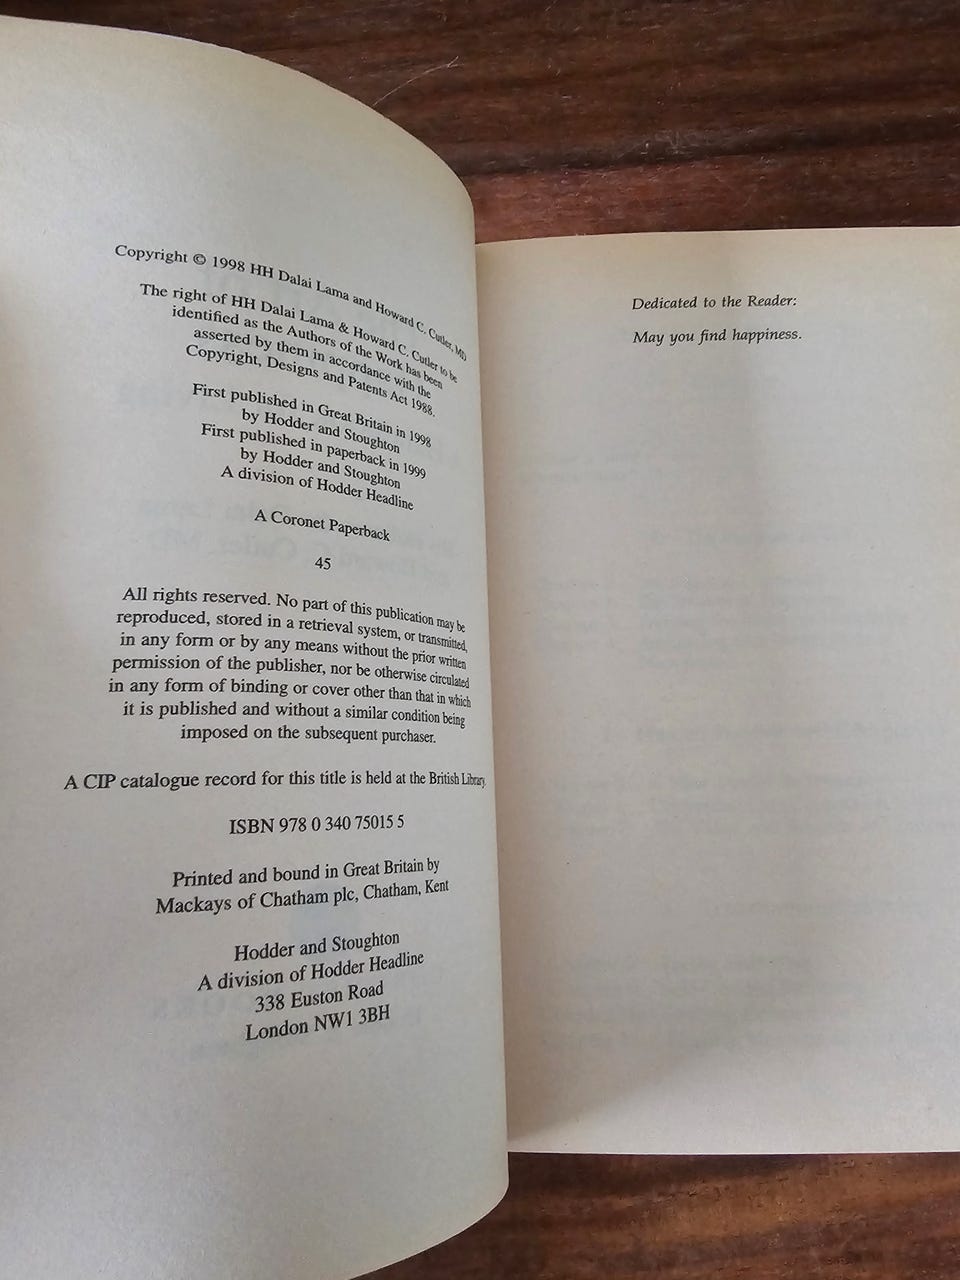 Copyright © 1998 HH Dalai Lama and Howard C. Cutler, MD
The right of HH Dalai Lama & Howard C. Cutler to be
identified as the Authors of the Work has been
asserted by them in accordance with the
Copyright, Designs and Patents Act 1988.
First published in Great Britain in 1998
by Hodder and Stoughton
First published in paperback in 1999
by Hodder and Stoughton
A division of Hodder Headline
A Coronet Paperback
45
All rights reserved. No part of this publication may be
reproduced, stored in a retrieval system, or transmitted,
in any form or by any means without the prior written
permission of the publisher, nor be otherwise circulated
in any form of binding or cover other than that in which
it is published and without a similar condition being
imposed on the subsequent purchaser.
A CIP catalogue record for this title is held at the British Library.
ISBN 978 0 340 75015 5
Printed and bound in Great Britain by
Mackays of Chatham plc, Chatham, Kent
Hodder and Stoughton
A division of Hodder Headline
338 Euston Road
London NW1 3BH
Dedicated to the Reader:
May you find happiness.